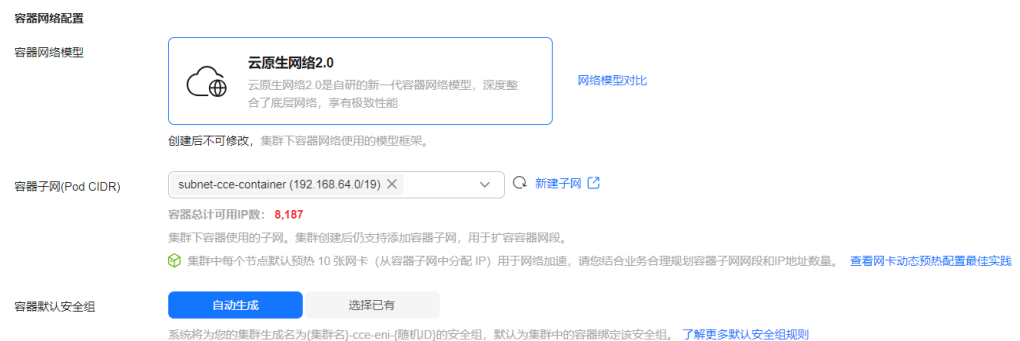 容器网络配置
容器网络模型
云原生网络2.0
云原生网络2.0是自研的新一代容器网络模型，深度整
合了底层网络，享有极致性能
网络模型对比
创建后不可修改，集群下容器网络使用的模型框架。
容器子网(Pod CIDR)
subnet-cce-container (192.168.64.0/19)
新建子网
容器总计可用IP数： 8,187
集群下容器使用的子网。集群创建后仍支持添加容器子网，用于扩容容器网段。
集群中每个节点默认预热 10 张网卡（从容器子网中分配 IP）用于网络加速，请您结合业务合理规划容器子网网段和IP地址数量。 查看网卡动态预热配置最佳实践
容器默认安全组
自动生成
选择已有
系统将为您的集群生成名为{集群名}-cce-eni-{随机ID}的安全组，默认为集群中的容器绑定该安全组。 了解更多默认安全组规则